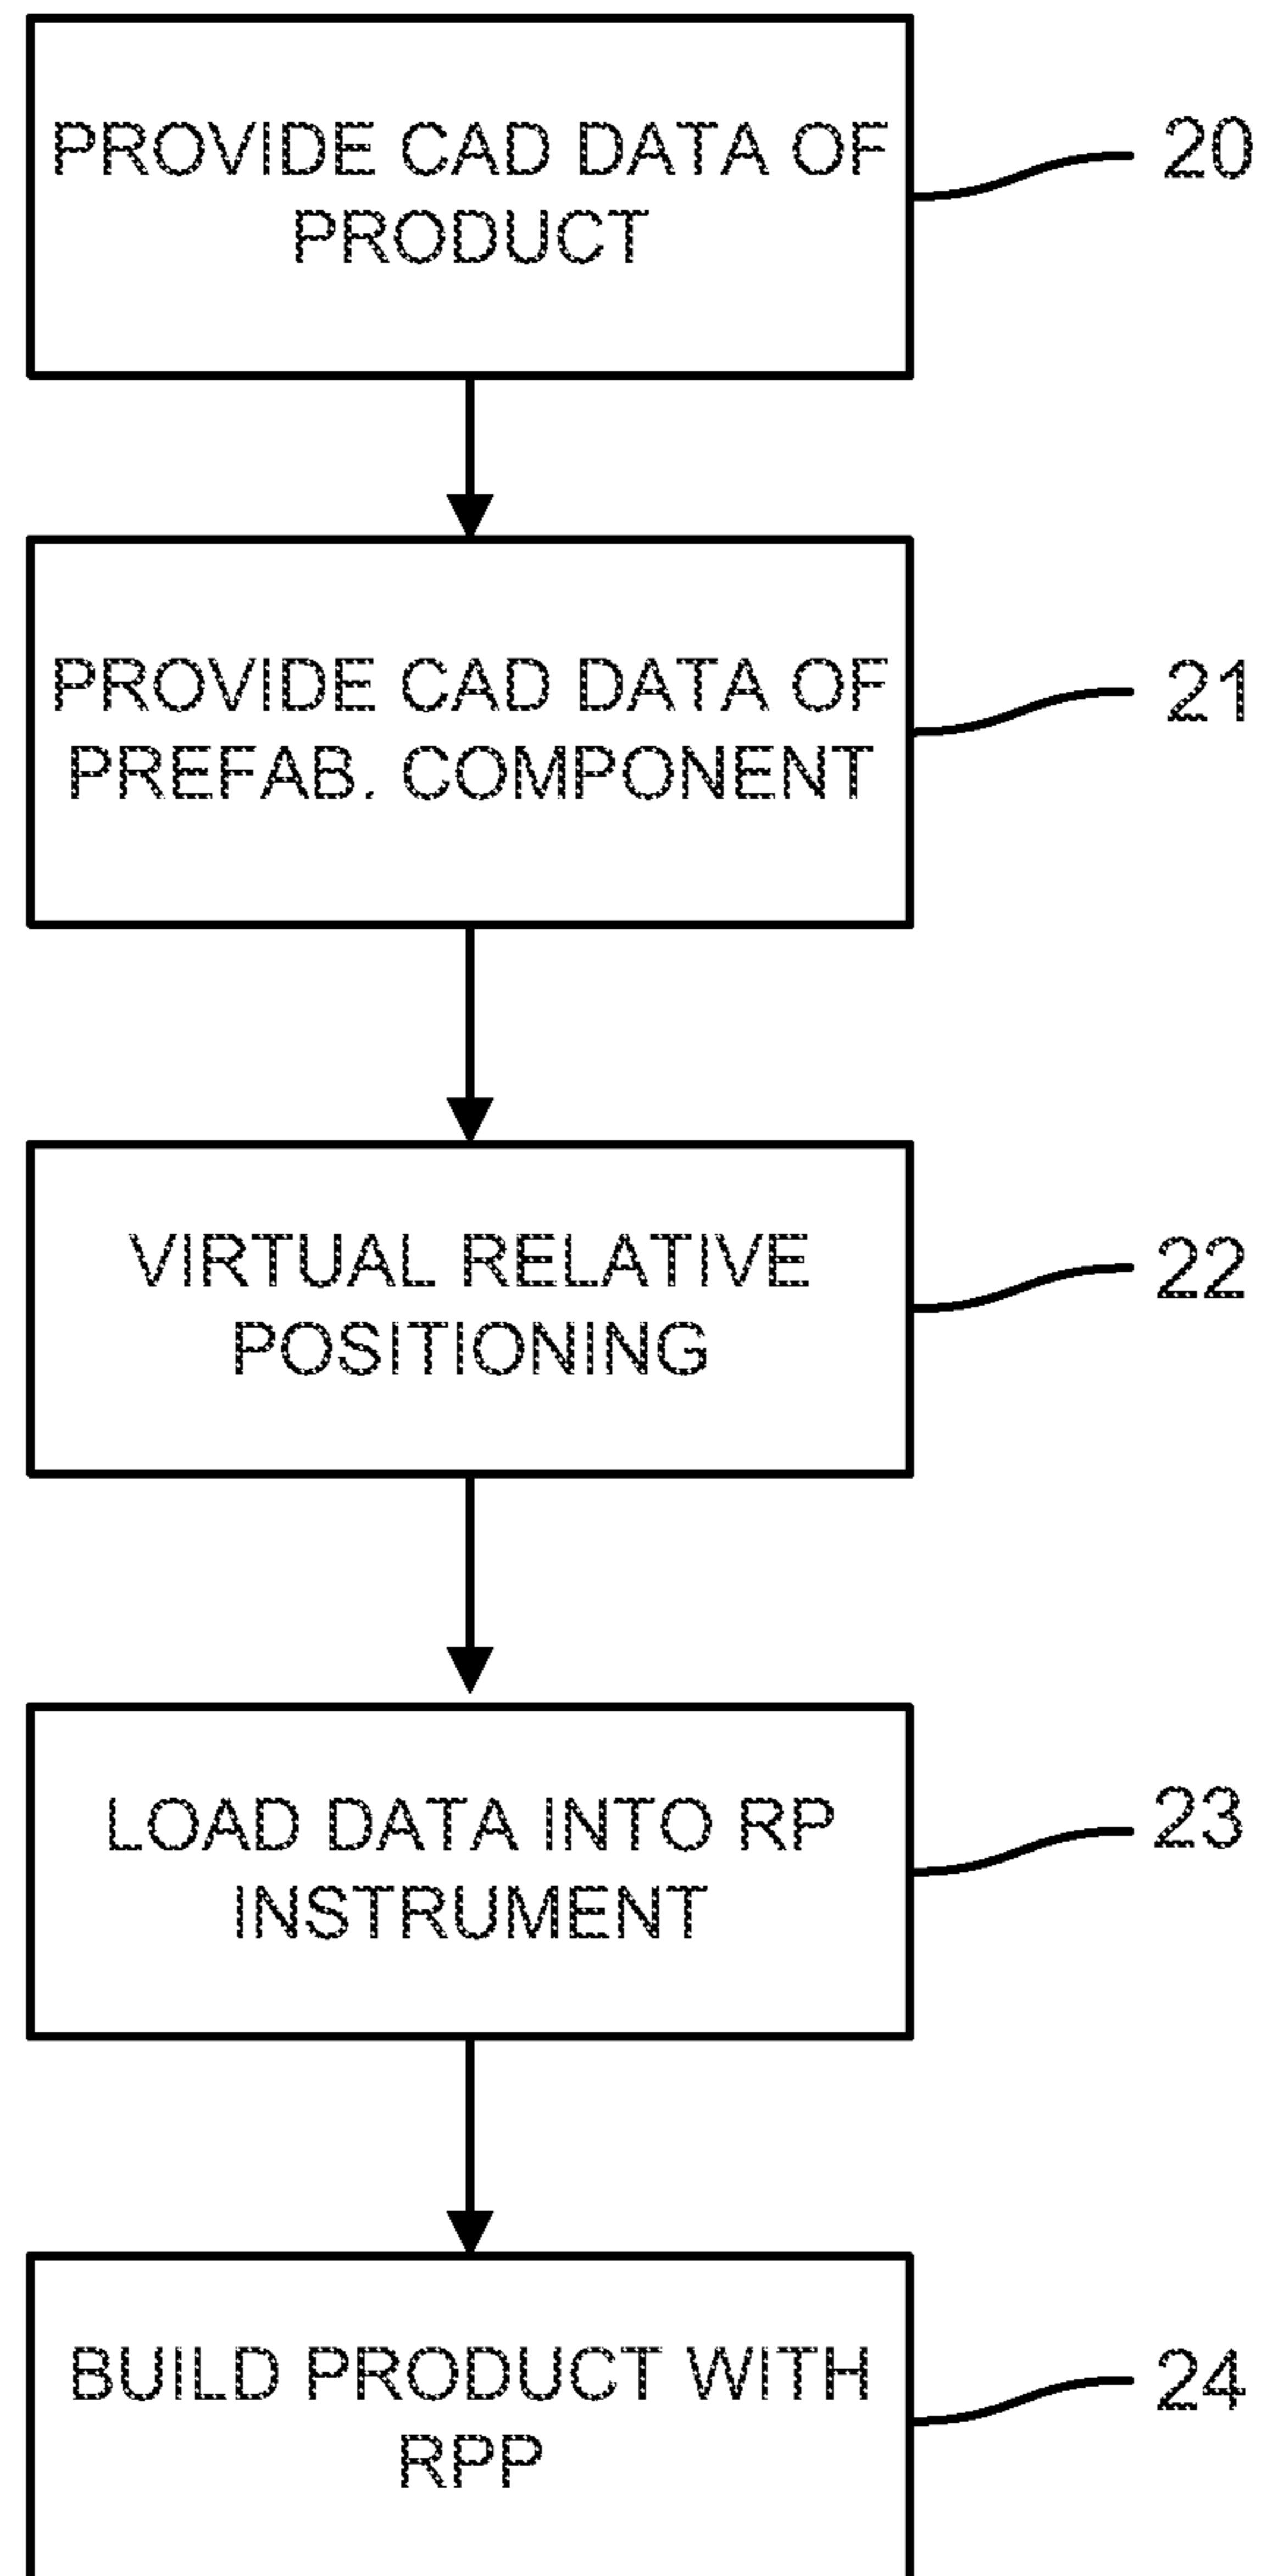 PROVIDE CAD DATA OF
PRODUCT
20
PROVIDE CAD DATA OF
PREFAB. COMPONENT
21
VIRTUAL RELATIVE
POSITIONING
22
LOAD DATA INTO RP
INSTRUMENT
23
BUILD PRODUCT WITH
RPP
24